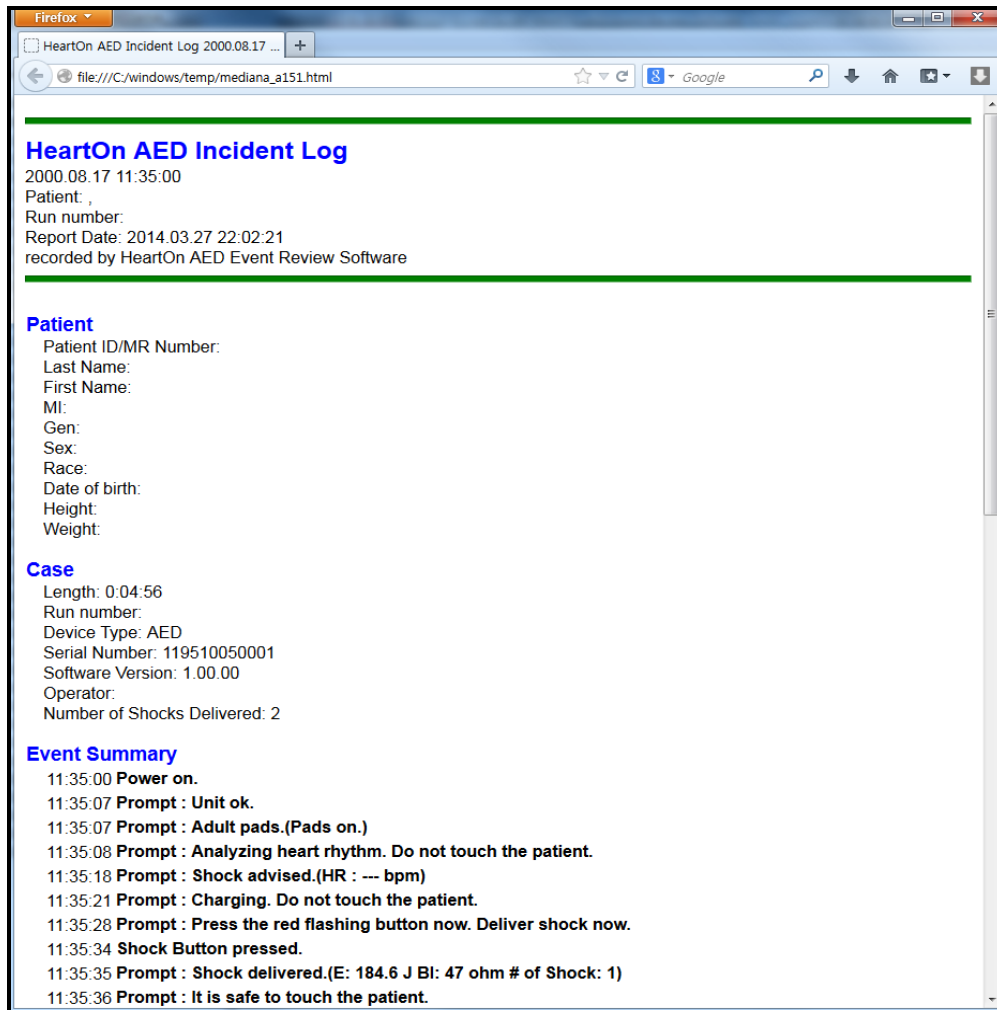 Firefox
HeartOn AED Incident Log 2000.08.17 ...
file:///C:/windows/temp/mediana_a151.html
Google
HeartOn AED Incident Log
2000.08.17 11:35:00
Patient: ,
Run number:
Report Date: 2014.03.27 22:02:21
recorded by HeartOn AED Event Review Software
Patient
Patient ID/MR Number:
Last Name:
First Name:
MI:
Gen:
Sex:
Race:
Date of birth:
Height:
Weight:
Case
Length: 0:04:56
Run number:
Device Type: AED
Serial Number: 119510050001
Software Version: 1.00.00
Operator:
Number of Shocks Delivered: 2
Event Summary
11:35:00 Power on.
11:35:07 Prompt : Unit ok.
11:35:07 Prompt : Adult pads.(Pads on.)
11:35:08 Prompt : Analyzing heart rhythm. Do not touch the patient.
11:35:18 Prompt : Shock advised.(HR : --- bpm)
11:35:21 Prompt : Charging. Do not touch the patient.
11:35:28 Prompt : Press the red flashing button now. Deliver shock now.
11:35:34 Shock Button pressed.
11:35:35 Prompt : Shock delivered.(E: 184.6 J BI: 47 ohm # of Shock: 1)
11:35:36 Prompt : It is safe to touch the patient.